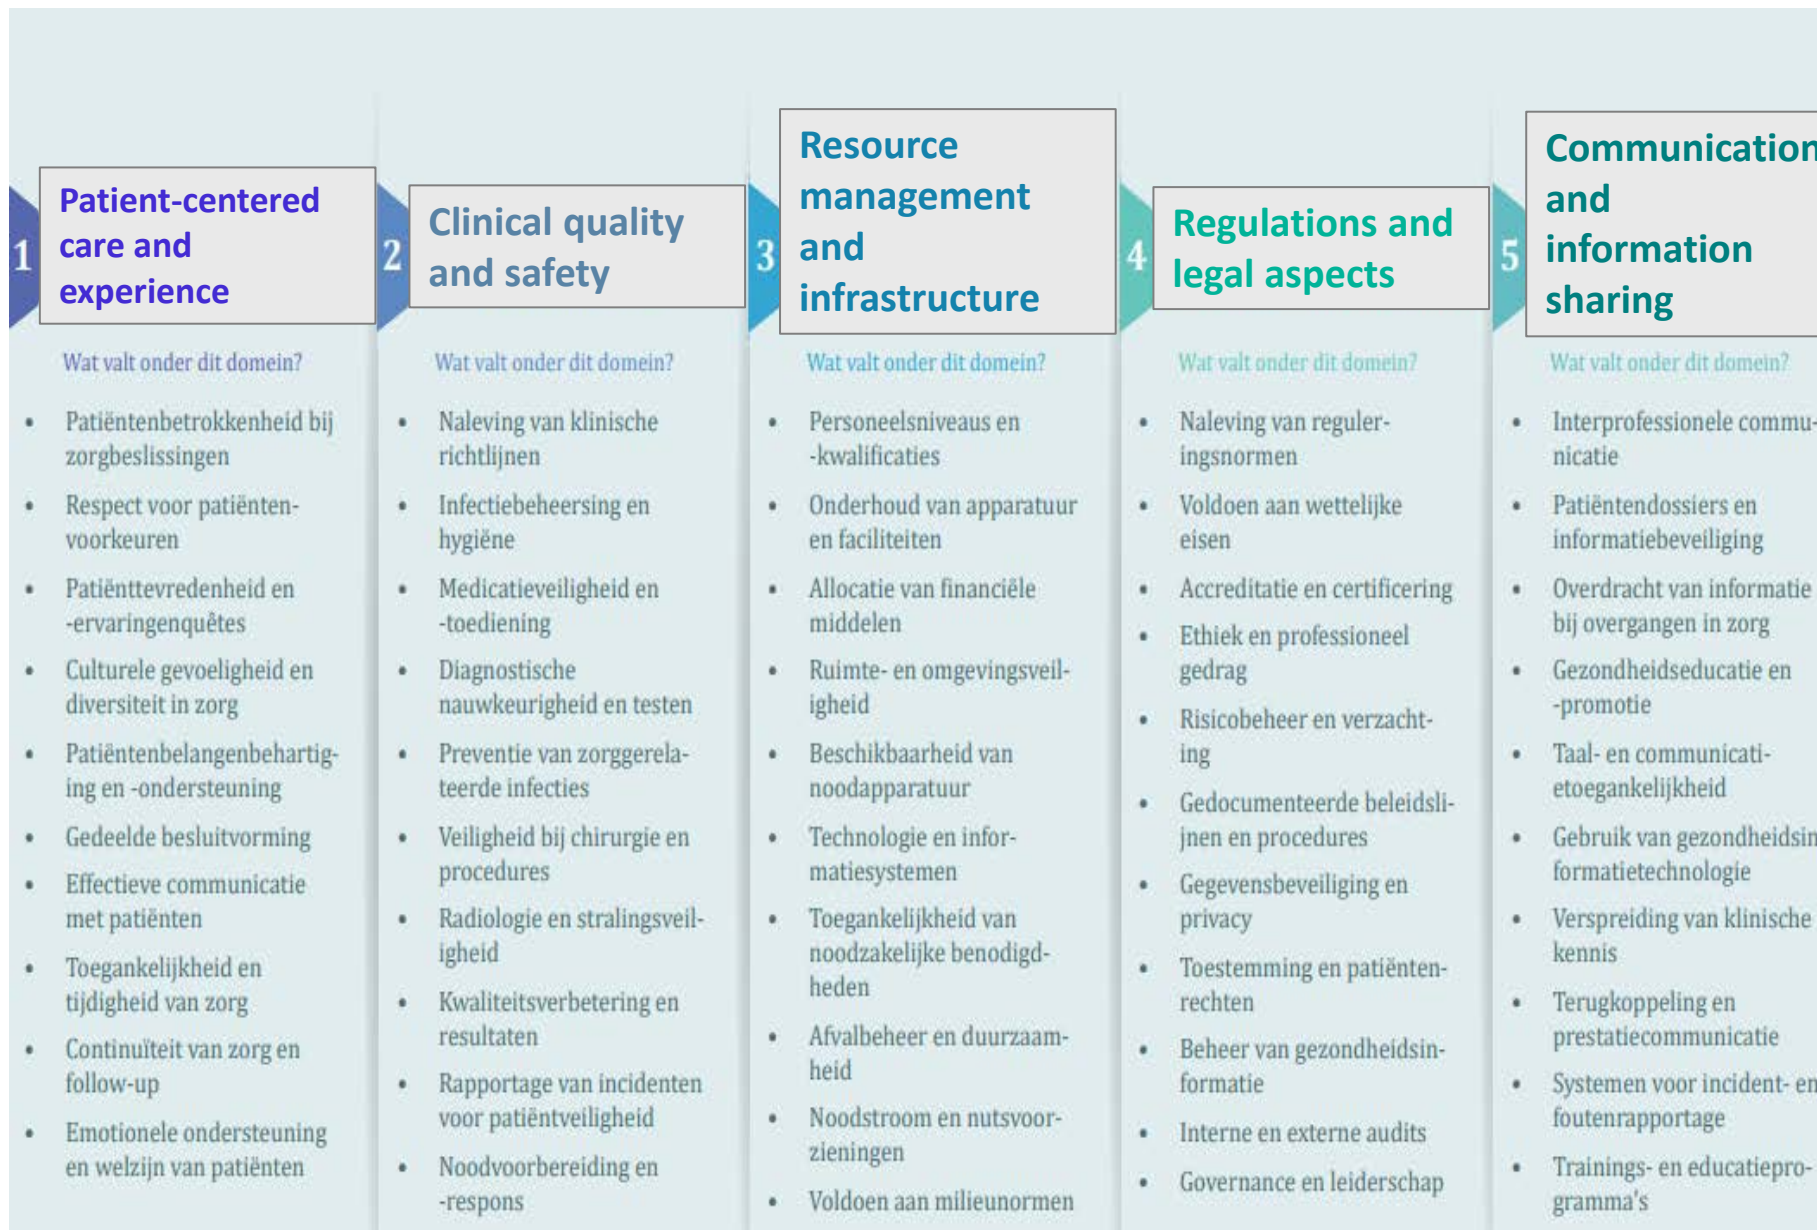 1
Patient-centered
care and
experience
Wat valt onder dit domein?
• Patiëntenbetrokkenheid bij
zorgbeslissingen
• Respect voor patiënten-
voorkeuren
• Patiënttevredenheid en
-ervaringenquêtes
• Culturele gevoeligheid en
diversiteit in zorg
• Patiëntenbelangenbehartig-
ing en -ondersteuning
• Gedeelde besluitvorming
• Effectieve communicatie
met patiënten
• Toegankelijkheid en
tijdigheid van zorg
• Continuïteit van zorg en
follow-up
• Emotionele ondersteuning
en welzijn van patiënten
2
Clinical quality
and safety
Wat valt onder dit domein?
• Naleving van klinische
richtlijnen
• Infectiebeheersing en
hygiëne
• Medicatieveiligheid en
-toediening
• Diagnostische
nauwkeurigheid en testen
• Preventie van zorggerela-
teerde infecties
• Veiligheid bij chirurgie en
procedures
• Radiologie en stralingsveil-
igheid
• Kwaliteitsverbetering en
resultaten
• Rapportage van incidenten
voor patiëntveiligheid
• Noodvoorbereiding en
-respons
3
Resource
management
and
infrastructure
Wat valt onder dit domein?
• Personeelsniveaus en
-kwalificaties
• Onderhoud van apparatuur
en faciliteiten
• Allocatie van financiële
middelen
• Ruimte- en omgevingsveil-
igheid
• Beschikbaarheid van
noodapparatuur
• Technologie en infor-
matiesystemen
• Toegankelijkheid van
noodzakelijke benodigd-
heden
• Afvalbeheer en duurzaam-
heid
• Noodstroom en nutsvoor-
zieningen
• Voldoen aan milieunormen
4
Regulations and
legal aspects
Wat valt onder dit domein?
• Naleving van reguler-
ingsnormen
• Voldoen aan wettelijke
eisen
• Accreditatie en certificering
• Ethiek en professioneel
gedrag
• Risicobeheer en verzacht-
ing
• Gedocumenteerde beleidsli-
jnen en procedures
• Gegevensbeveiliging en
privacy
• Toestemming en patiënten-
rechten
• Beheer van gezondheidsin-
formatie
• Interne en externe audits
• Governance en leiderschap
5
Communication
and
information
sharing
Wat valt onder dit domein?
• Interprofessionele commu-
nicatie
• Patiëntendossiers en
informatiebeveiliging
• Overdracht van informatie
bij overgangen in zorg
• Gezondheidseducatie en
-promotie
• Taal- en communicati-
etoegankelijkheid
• Gebruik van gezondheidsin
formatietechnologie
• Verspreiding van klinische
kennis
• Terugkoppeling en
prestatiecommunicatie
• Systemen voor incident- en
foutenrapportage
• Trainings- en educatiepro-
gramma's